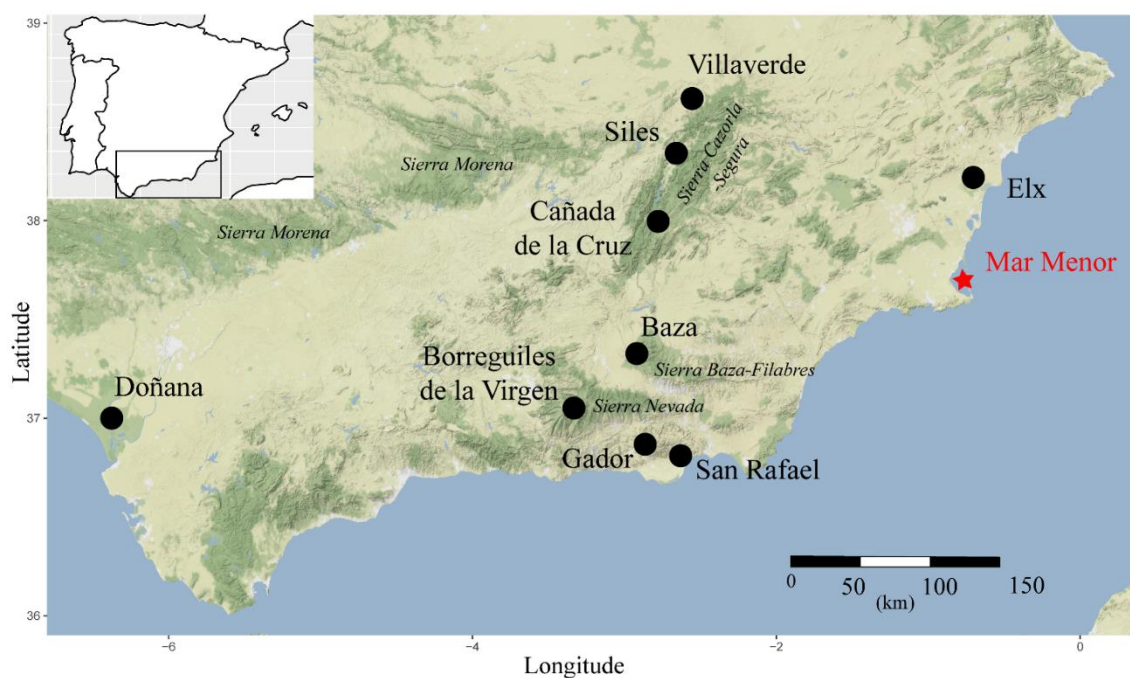 39
Villaverde
Siles
Sierra Cazorla
-Segura
Sierra Morena
Elx
38
Cañada
de la Cruz
Sierra Morena
Mar Menor
Latitude
Baza
Borreguiles
de la Virgen
Sierra Baza-Filabres
Doñana
Sierra Nevada
37
Gador
San Rafael
0
50
100
150
(km)
36
−6
−4
−2
0
Longitude